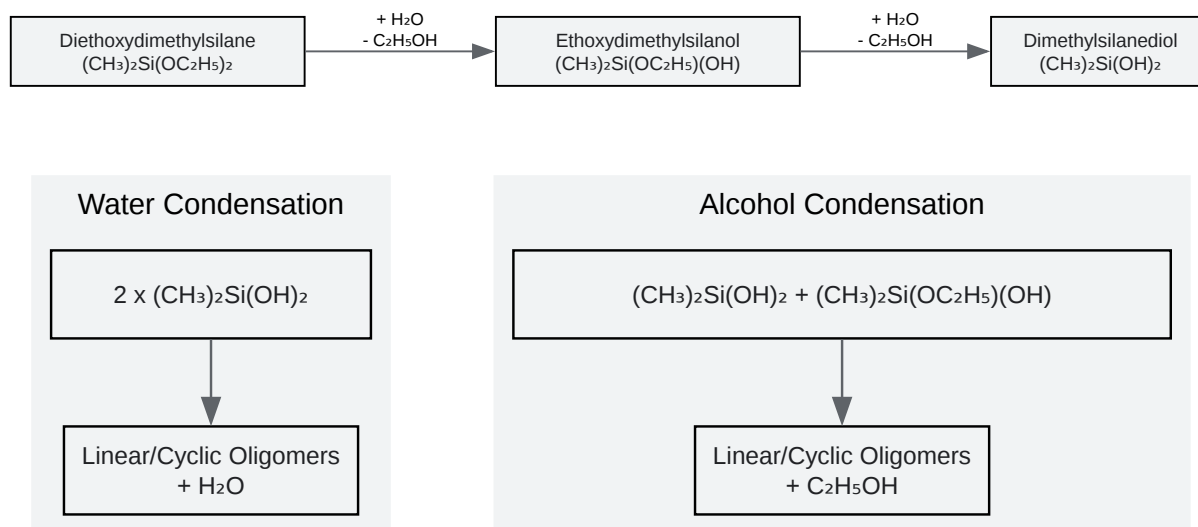 Diethoxydimethylsilane
(CH₃)₂Si(OC₂H₅)₂
+ H₂O
- C₂H₅OH
Ethoxydimethylsilanol
(CH₃)₂Si(OC₂H₅)(OH)
+ H₂O
- C₂H₅OH
Dimethylsilanediol
(CH₃)₂Si(OH)₂
Water Condensation
2 x (CH₃)₂Si(OH)₂
Linear/Cyclic Oligomers
+ H₂O
Alcohol Condensation
(CH₃)₂Si(OH)₂ + (CH₃)₂Si(OC₂H₅)(OH)
Linear/Cyclic Oligomers
+ C₂H₅OH